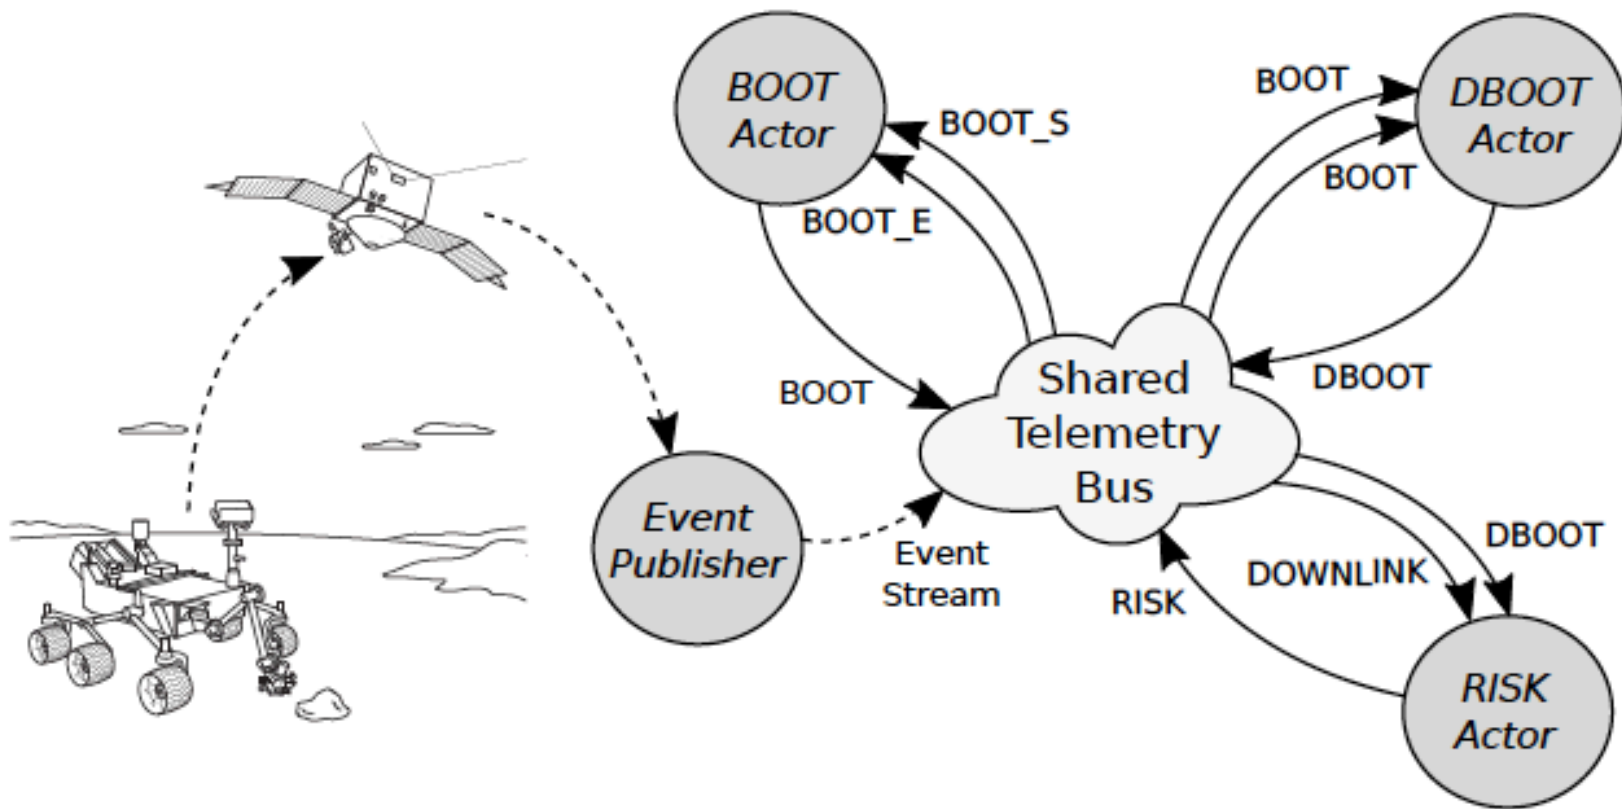 BOOT
Actor
BOOT_S
BOOT_E
BOOT
BOOT
DBOOT
Actor
BOOT
DBOOT
Shared
Telemetry
Bus
Event
Publisher
Event
Stream
RISK
DOWNLINK
DBOOT
RISK
Actor